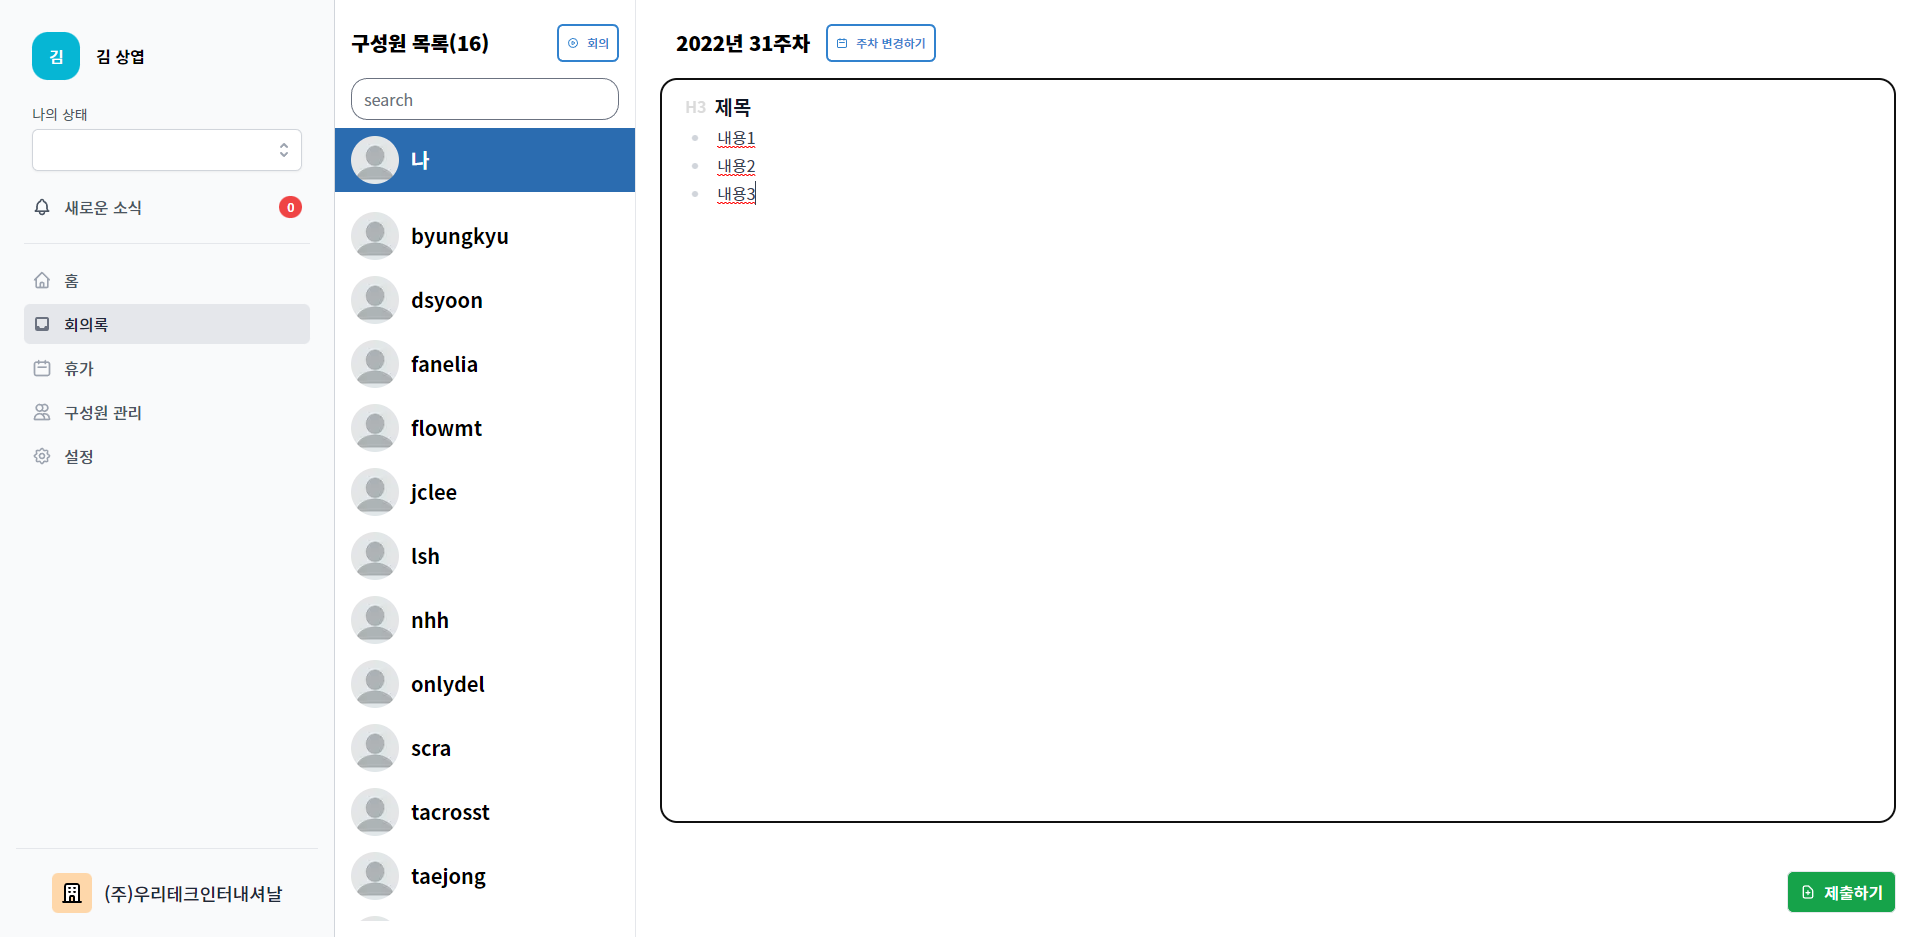 김
김 상엽
나의 상태
새로운 소식
0
홈
회의록
휴가
구성원 관리
설정
(주)우리테크인터내셔날
구성원 목록(16)
회의
search
나
byungkyu
dsyoon
fanelia
flowmt
jclee
lsh
nhh
onlydel
scra
tacrosst
taejong
2022년 31주차
주차 변경하기
H3 제목
내용1
내용2
내용3
제출하기